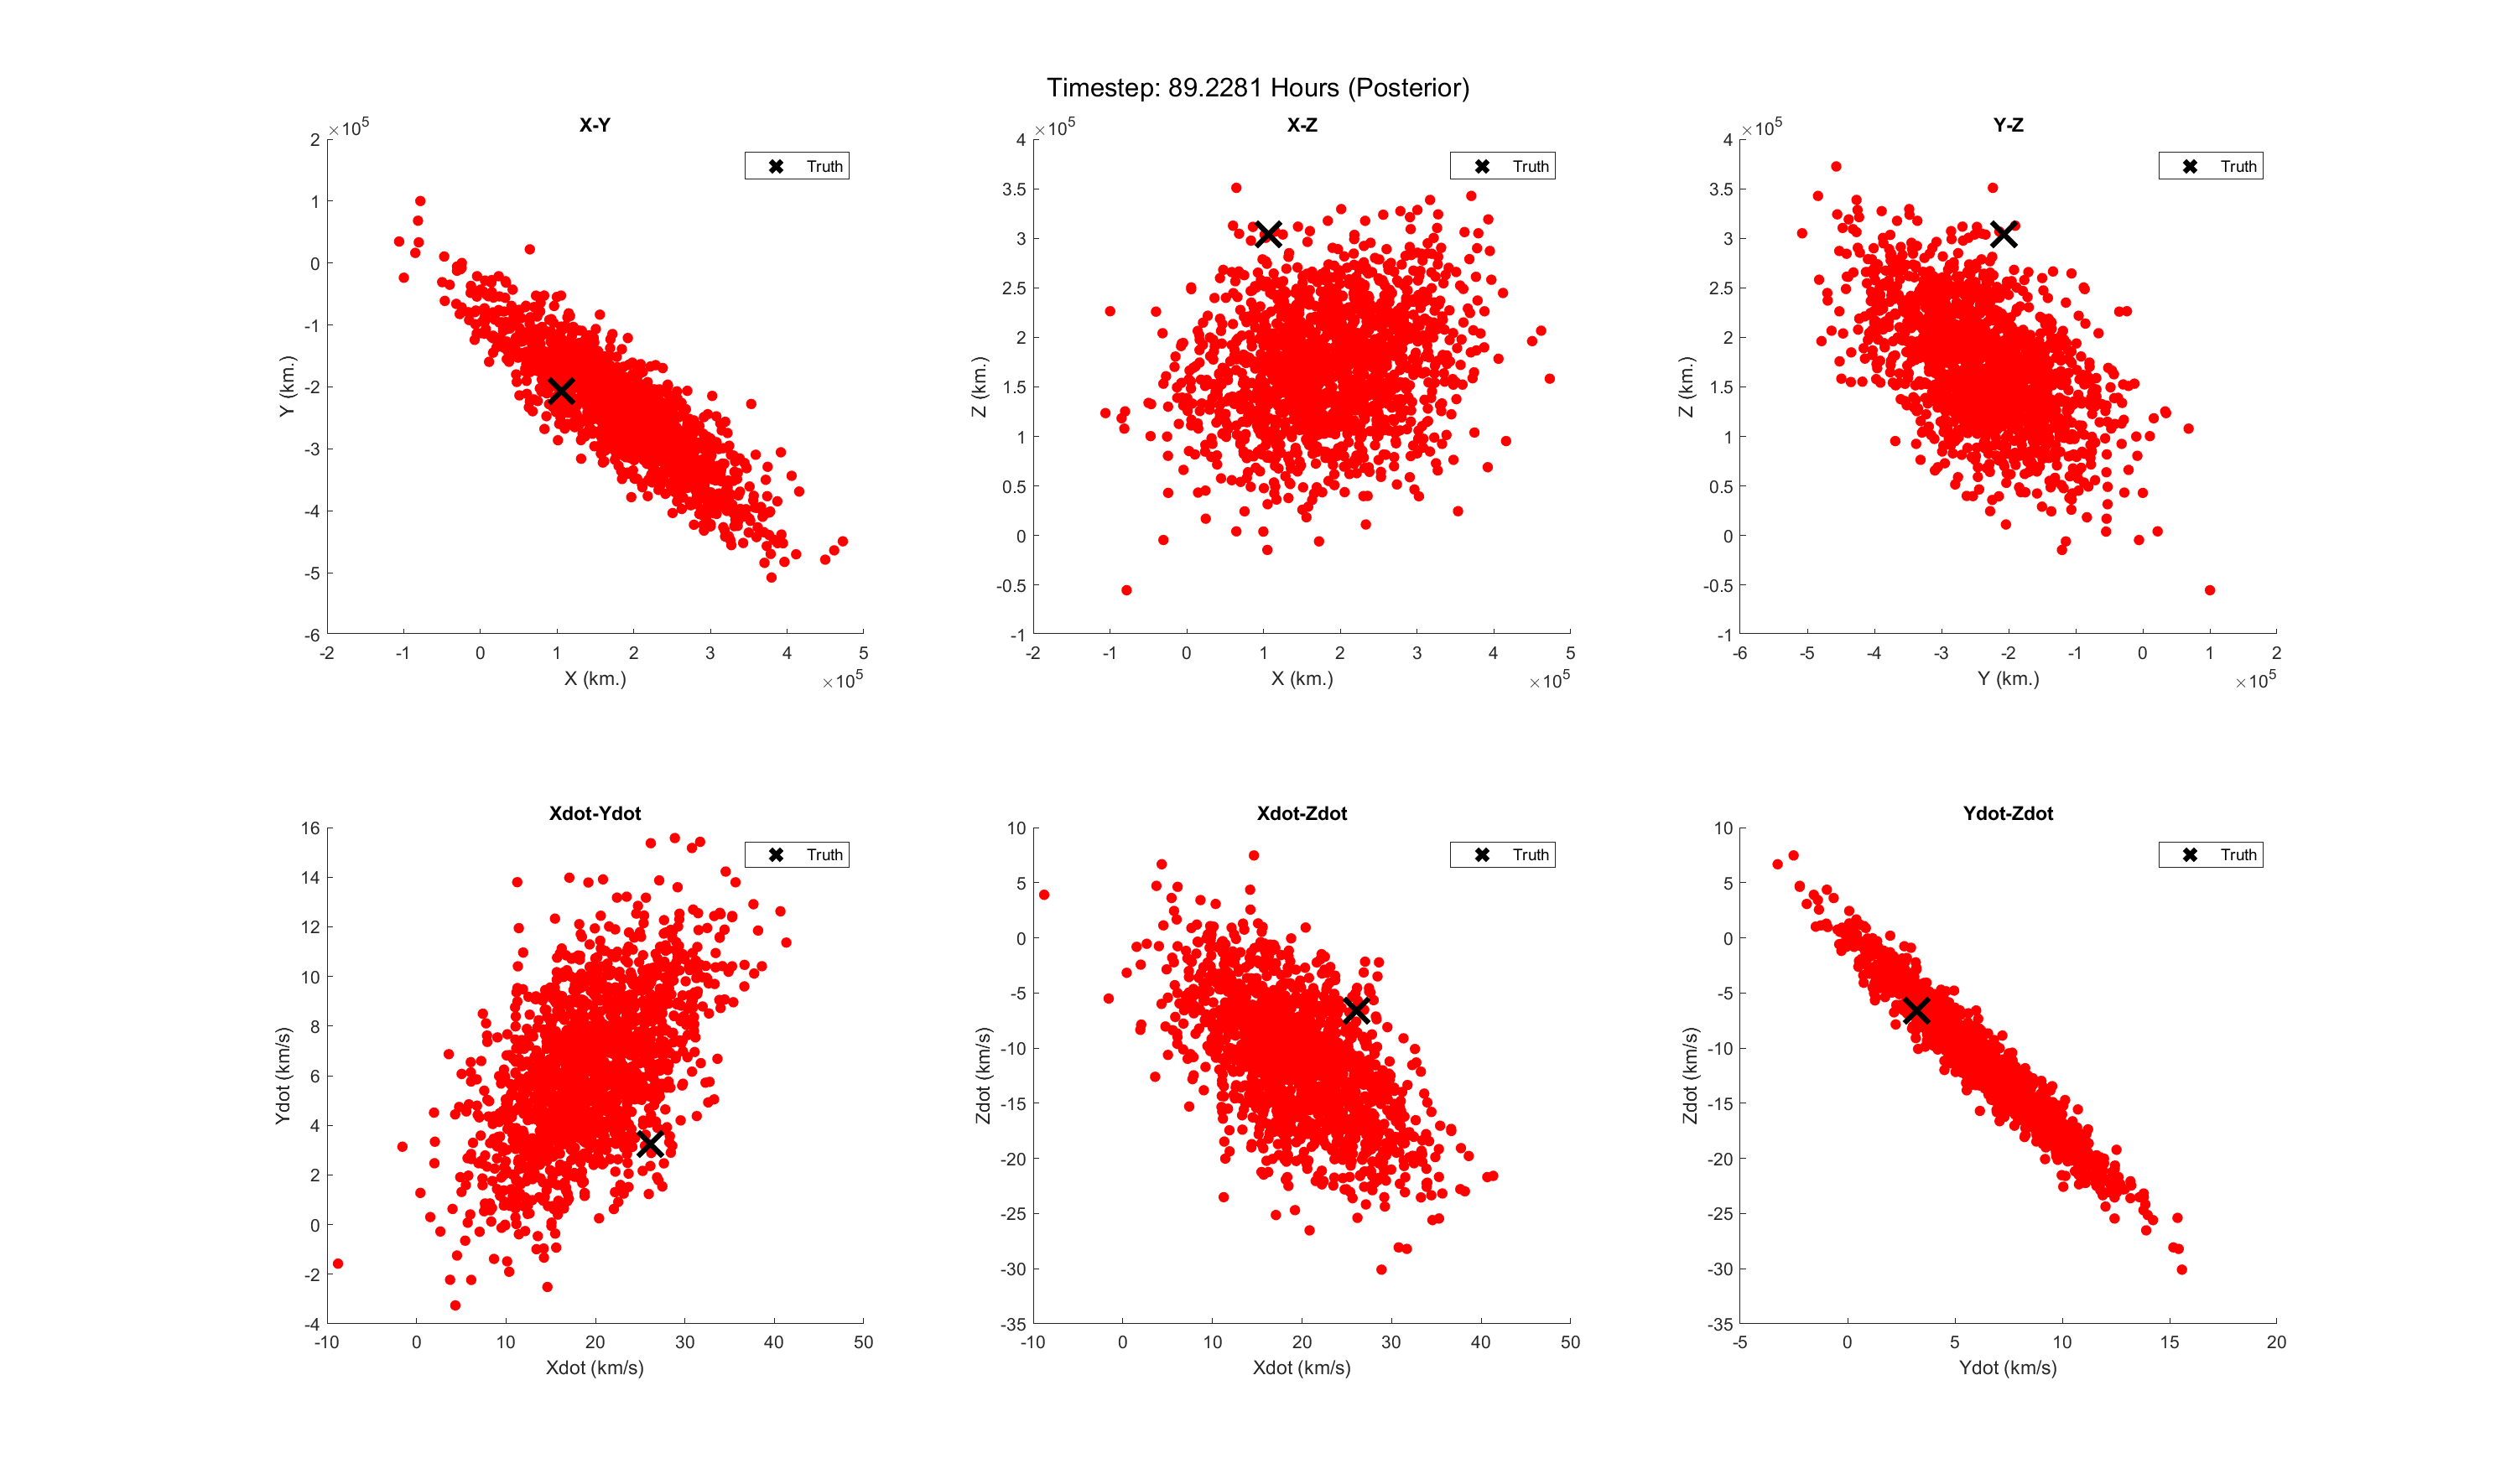 Timestep: 89.2281 Hours (Posterior)
X-Y
×10^5
Truth
2
1
0
-1
-2
-3
-4
-5
-6
Y (km.)
-2 -1 0 1 2 3 4 5
X (km.)
×10^5
X-Z
×10^5
Truth
4
3.5
3
2.5
2
1.5
1
0.5
0
-0.5
-1
Z (km.)
-2 -1 0 1 2 3 4 5
X (km.)
×10^5
Y-Z
×10^5
Truth
4
3.5
3
2.5
2
1.5
1
0.5
0
-0.5
-1
Z (km.)
-6 -5 -4 -3 -2 -1 0 1 2
Y (km.)
×10^5
Xdot-Ydot
Truth
16
14
12
10
8
6
4
2
0
-2
-4
Ydot (km/s)
-10 0 10 20 30 40 50
Xdot (km/s)
Xdot-Zdot
Truth
10
5
0
-5
-10
-15
-20
-25
-30
-35
Zdot (km/s)
-10 0 10 20 30 40 50
Xdot (km/s)
Ydot-Zdot
Truth
10
5
0
-5
-10
-15
-20
-25
-30
-35
Zdot (km/s)
-5 0 5 10 15 20
Ydot (km/s)